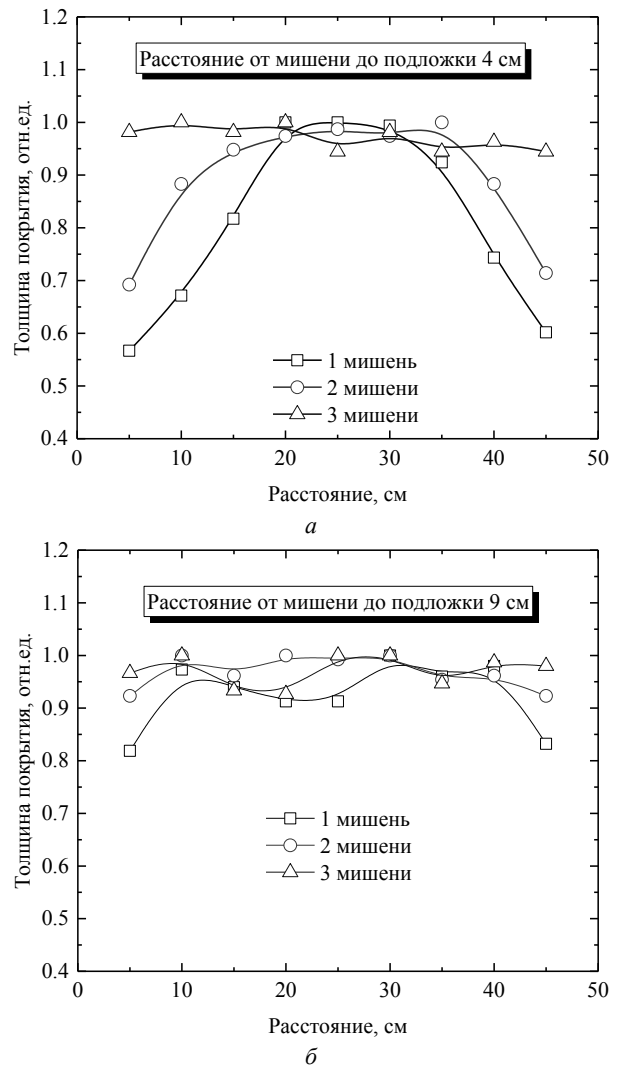 1.2
1.1
1.0
0.9
0.8
0.7
0.6
0.5
0.4
Толщина покрытия, отн.ед.
Расстояние от мишени до подложки 4 см
1 мишень
2 мишени
3 мишени
0 10 20 30 40 50
Расстояние, см
а
1.2
1.1
1.0
0.9
0.8
0.7
0.6
0.5
0.4
Толщина покрытия, отн.ед.
Расстояние от мишени до подложки 9 см
1 мишень
2 мишени
3 мишени
0 10 20 30 40 50
Расстояние, см
б